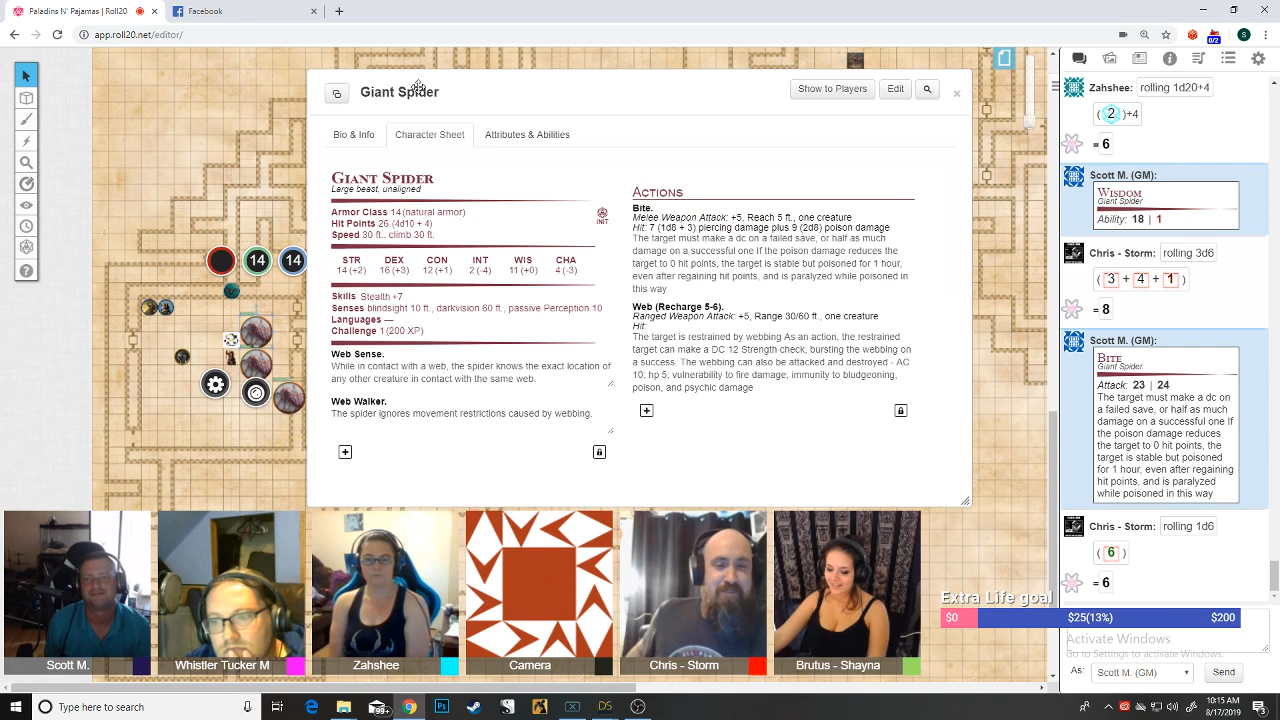 Paladins N' Pajamas | Roll20
Facebook
app.roll20.net/editor/
0/2
S
Giant Spider
Show to Players
Edit
Bio & Info
Character Sheet
Attributes & Abilities
GIANT SPIDER
Large beast, unaligned
Armor Class 14 (natural armor)
Hit Points 26 (4d10 + 4)
Speed 30 ft., climb 30 ft.
INIT
STR DEX CON INT WIS CHA
14 (+2) 16 (+3) 12 (+1) 2 (-4) 11 (+0) 4 (-3)
Skills Stealth +7
Senses blindsight 10 ft., darkvision 60 ft., passive Perception 10
Languages —
Challenge 1 (200 XP)
Web Sense.
While in contact with a web, the spider knows the exact location of
any other creature in contact with the same web.
Web Walker.
The spider ignores movement restrictions caused by webbing.
ACTIONS
Bite.
Melee Weapon Attack: +5, Reach 5 ft., one creature
Hit: 7 (1d8 + 3) piercing damage plus 9 (2d8) poison damage
The target must make a dc on a failed save, or half as much
damage on a successful one If the poison damage reduces
the target to 0 hit points, the target is stable but poisoned for 1 hour,
even after regaining hit points, and is paralyzed while poisoned in
this way
Web (Recharge 5-6).
Ranged Weapon Attack: +5, Range 30/60 ft., one creature
Hit:
The target is restrained by webbing As an action, the restrained
target can make a DC 12 Strength check, bursting the webbing on
a success. The webbing can also be attacked and destroyed - AC
10; hp 5; vulnerability to fire damage; immunity to bludgeoning,
poison, and psychic damage
14
14
Zahshee: rolling 1d20+4
(2)+4
= 6
Scott M. (GM):
WISDOM
Giant Spider
Ability: 18 | 1
Chris - Storm: rolling 3d6
(3 + 4 + 1)
= 8
Scott M. (GM):
BITE
Giant Spider
Attack: 23 | 24
The target must make a dc on
a failed save, or half as much
damage on a successful one If
the poison damage reduces
the target to 0 hit points, the
target is stable but poisoned
for 1 hour, even after regaining
hit points, and is paralyzed
while poisoned in this way
Chris - Storm: rolling 1d6
(6)
= 6
Extra Life goal
$0 $25(13%) $200
Activate Windows
Go to Settings to activate Windows.
As: Scott M. (GM) Send
Scott M.
Whistler Tucker M
Zahshee
Camera
Chris - Storm
Brutus - Shayna
Type here to search
99+
Ps
DS
10:15 AM
8/17/2019